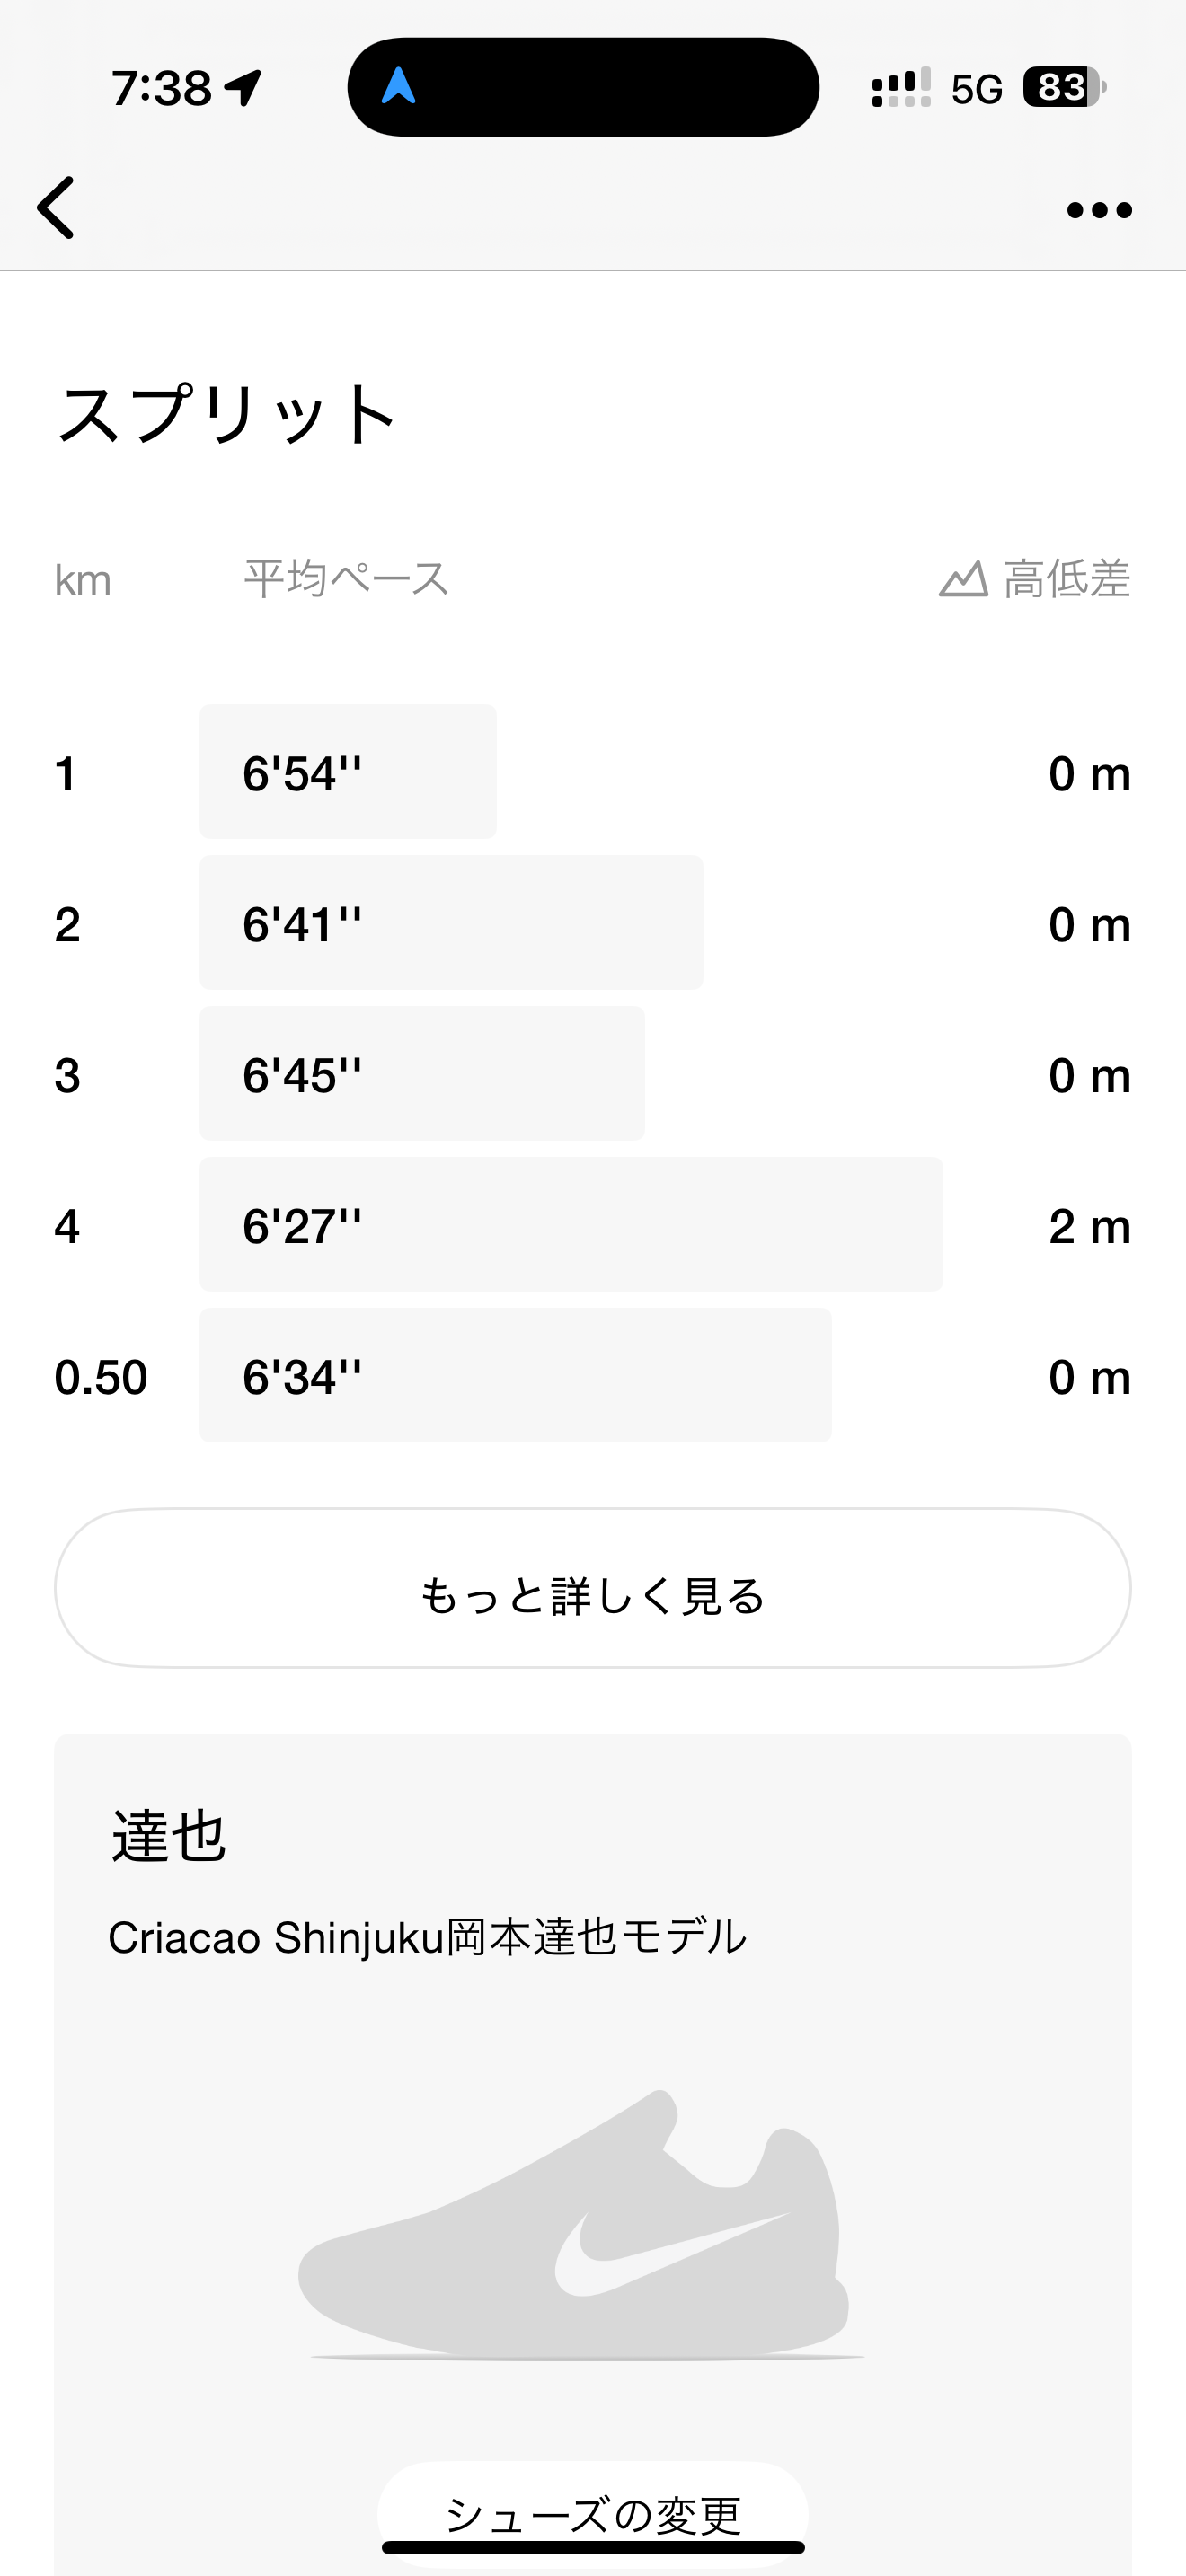 7:38 5G 83
スプリット
km 平均ペース 高低差
1 6'54'' 0 m
2 6'41'' 0 m
3 6'45'' 0 m
4 6'27'' 2 m
0.50 6'34'' 0 m
もっと詳しく見る
達也
Criacao Shinjuku岡本達也モデル
シューズの変更